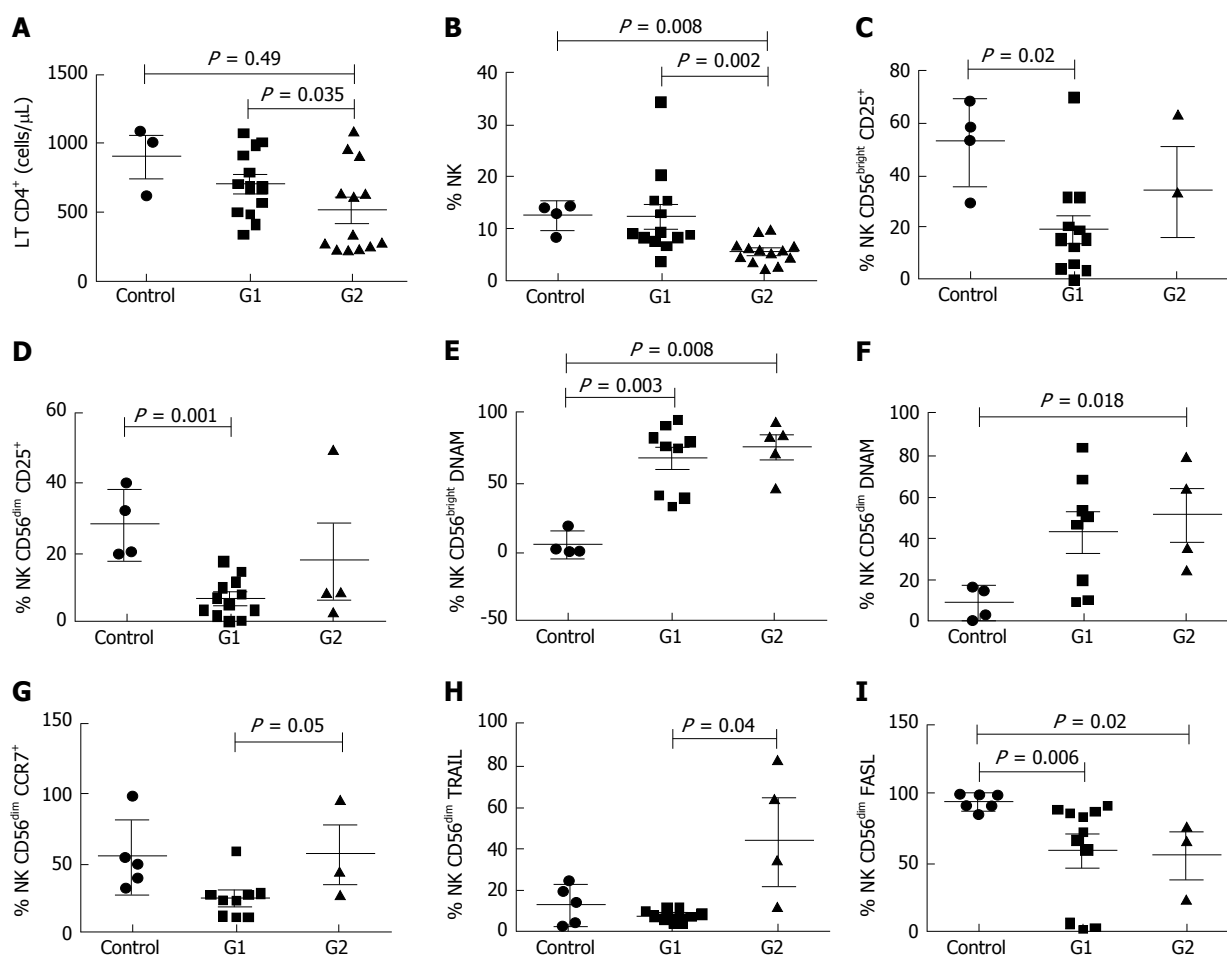 A
P = 0.49
P = 0.035
LT CD4⁺ (cells/μL)
1500
1000
500
0
Control G1 G2
B
P = 0.008
P = 0.002
% NK
40
30
20
10
0
Control G1 G2
C
P = 0.02
% NK CD56ᵇʳⁱᵍʰᵗ CD25⁺
80
60
40
20
0
Control G1 G2
D
P = 0.001
% NK CD56ᵈⁱᵐ CD25⁺
60
40
20
0
Control G1 G2
E
P = 0.008
P = 0.003
% NK CD56ᵇʳⁱᵍʰᵗ DNAM
100
50
0
-50
Control G1 G2
F
P = 0.018
% NK CD56ᵈⁱᵐ DNAM
100
80
60
40
20
0
Control G1 G2
G
P = 0.05
% NK CD56ᵈⁱᵐ CCR7⁺
150
100
50
0
Control G1 G2
H
P = 0.04
% NK CD56ᵈⁱᵐ TRAIL
100
80
60
40
20
0
Control G1 G2
I
P = 0.02
P = 0.006
% NK CD56ᵈⁱᵐ FASL
150
100
50
0
Control G1 G2